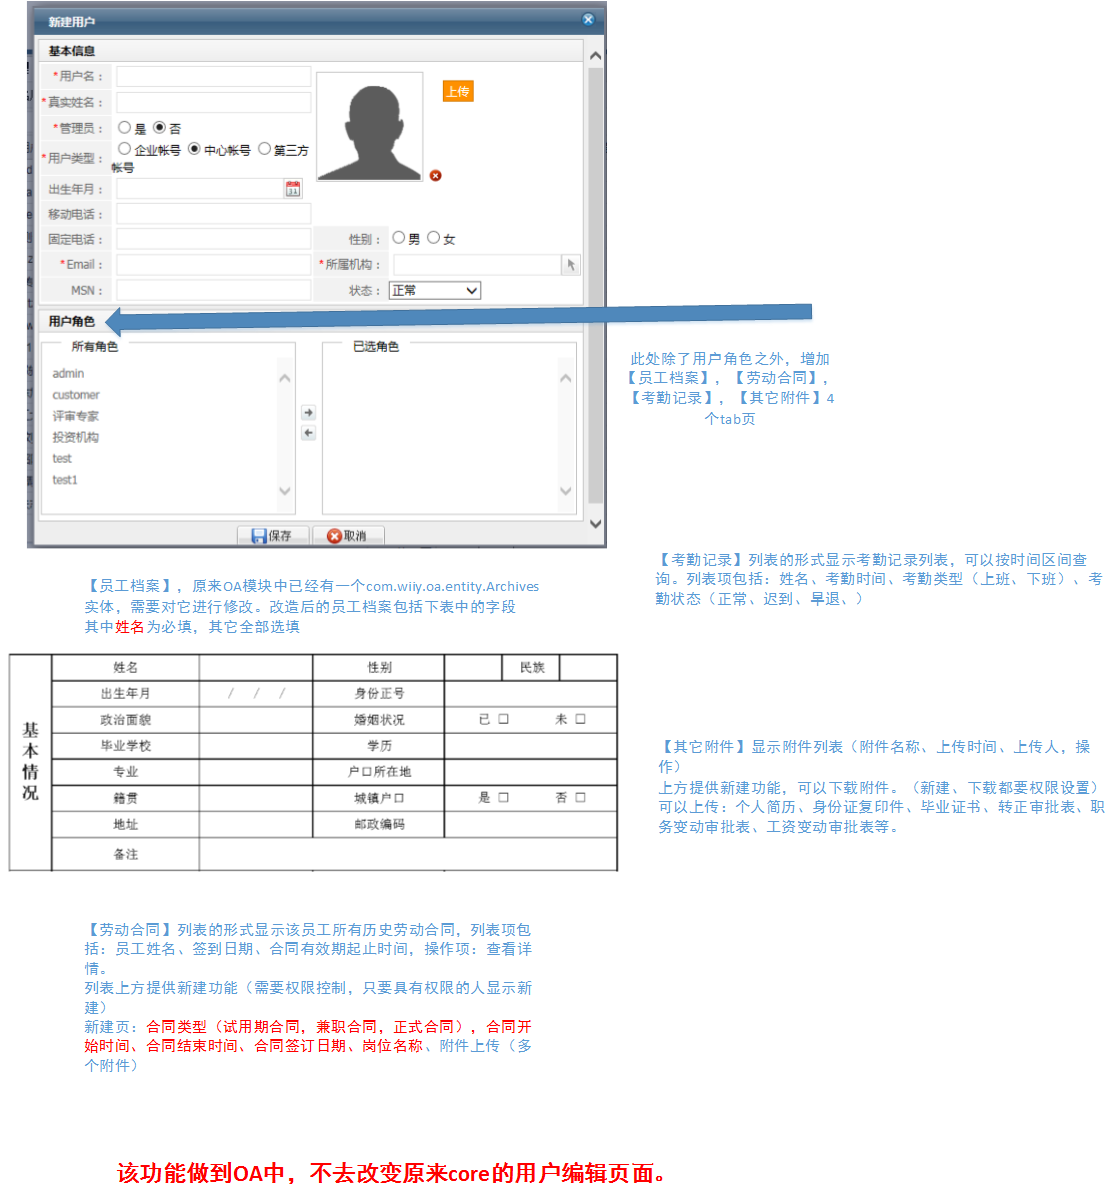 新建用户
基本信息
*用户名：
上传
*真实姓名：
*管理员： 是 否
*用户类型： 企业帐号 中心帐号 第三方
帐号
出生年月： 31
移动电话：
固定电话： 性别： 男 女
*Email： *所属机构：
MSN： 状态： 正常
用户角色
所有角色 已选角色
admin
customer
评审专家
投资机构
test
test1
保存 取消
此处除了用户角色之外，增加
【员工档案】，【劳动合同】，
【考勤记录】，【其它附件】4
个tab页
【考勤记录】列表的形式显示考勤记录列表，可以按时间区间查
询。列表项包括：姓名、考勤时间、考勤类型（上班、下班）、考
勤状态（正常、迟到、早退、）
【员工档案】，原来OA模块中已经有一个com.wiiy.oa.entity.Archives
实体，需要对它进行修改。改造后的员工档案包括下表中的字段
其中姓名为必填，其它全部选填
基本情况
姓名 性别 民族
出生年月 / / / 身份正号
政治面貌 婚姻状况 已 □ 未 □
毕业学校 学历
专业 户口所在地
籍贯 城镇户口 是 □ 否 □
地址 邮政编码
备注
【其它附件】显示附件列表（附件名称、上传时间、上传人，操
作）
上方提供新建功能，可以下载附件。（新建、下载都要权限设置）
可以上传：个人简历、身份证复印件、毕业证书、转正审批表、职
务变动审批表、工资变动审批表等。
【劳动合同】列表的形式显示该员工所有历史劳动合同，列表项包
括：员工姓名、签到日期、合同有效期起止时间，操作项：查看详
情。
列表上方提供新建功能（需要权限控制，只要具有权限的人显示新
建）
新建页：合同类型（试用期合同，兼职合同，正式合同），合同开
始时间、合同结束时间、合同签订日期、岗位名称、附件上传（多
个附件）
该功能做到OA中，不去改变原来core的用户编辑页面。